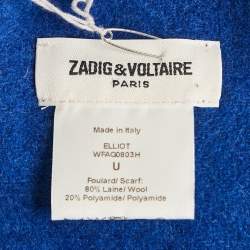 ZADIG&VOLTAIRE
PARIS
Made in Italy
ELLIOT
WFAG0803H
U
Foulard/ Scarf:
80% Laine/ Wool
20% Polyamide/ Polyamide